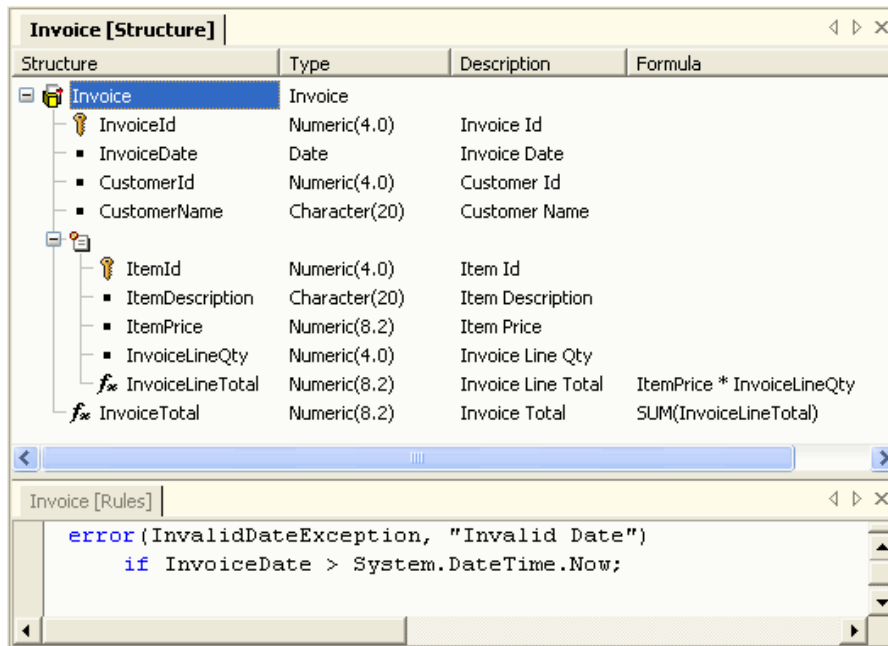 Invoice [Structure]
Structure Type Description Formula
Invoice Invoice
InvoiceId Numeric(4.0) Invoice Id
InvoiceDate Date Invoice Date
CustomerId Numeric(4.0) Customer Id
CustomerName Character(20) Customer Name
ItemId Numeric(4.0) Item Id
ItemDescription Character(20) Item Description
ItemPrice Numeric(8.2) Item Price
InvoiceLineQty Numeric(4.0) Invoice Line Qty
fx InvoiceLineTotal Numeric(8.2) Invoice Line Total ItemPrice * InvoiceLineQty
fx InvoiceTotal Numeric(8.2) Invoice Total SUM(InvoiceLineTotal)
Invoice [Rules]
error(InvalidDateException, "Invalid Date")
if InvoiceDate > System.DateTime.Now;